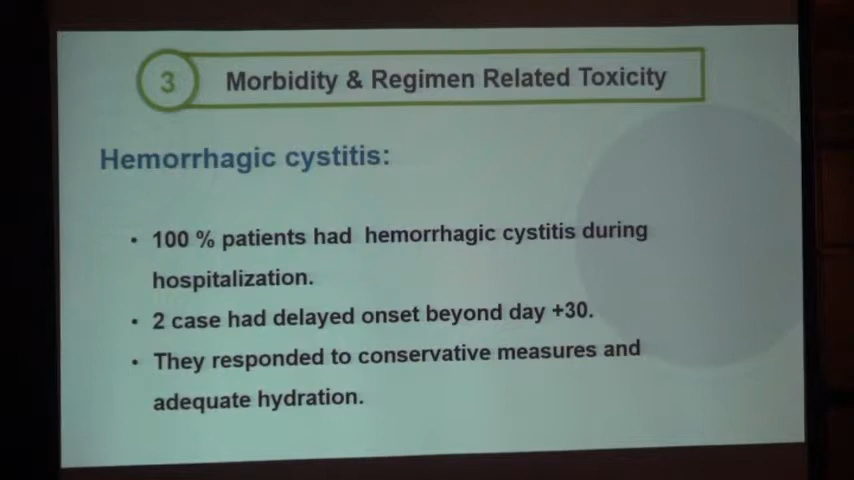 3
Morbidity & Regimen Related Toxicity
Hemorrhagic cystitis:
• 100 % patients had hemorrhagic cystitis during
hospitalization.
• 2 case had delayed onset beyond day +30.
• They responded to conservative measures and
adequate hydration.